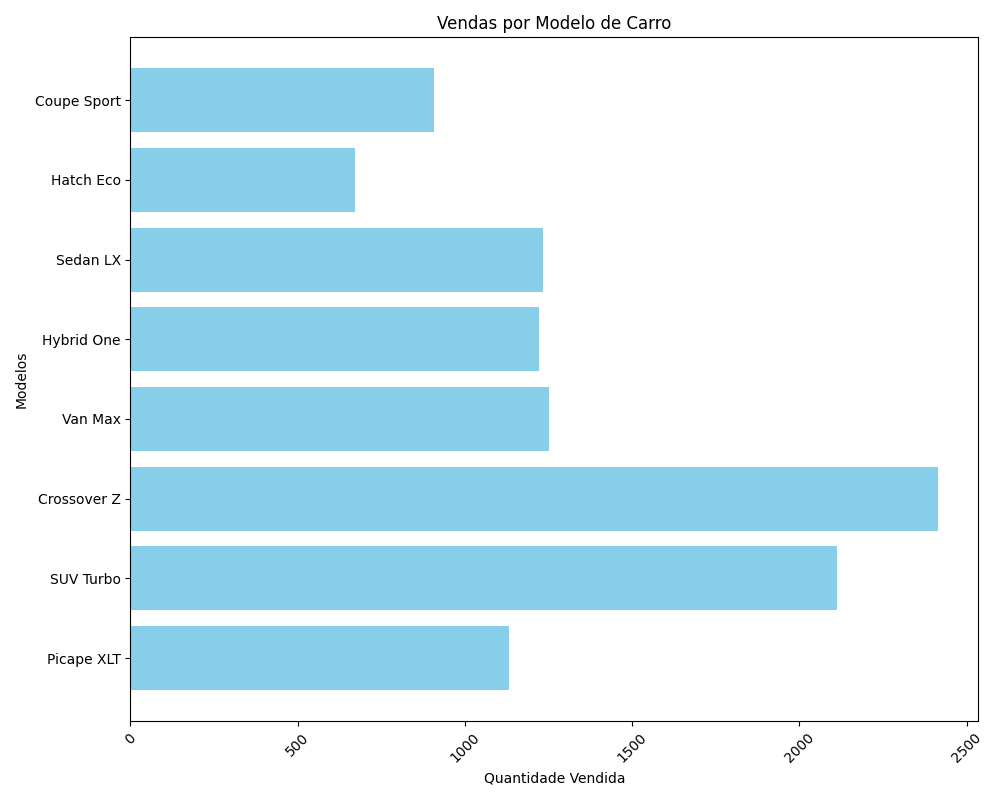 Vendas por Modelo de Carro
Modelos
Coupe Sport
Hatch Eco
Sedan LX
Hybrid One
Van Max
Crossover Z
SUV Turbo
Picape XLT
0
500
1000
1500
2000
2500
Quantidade Vendida